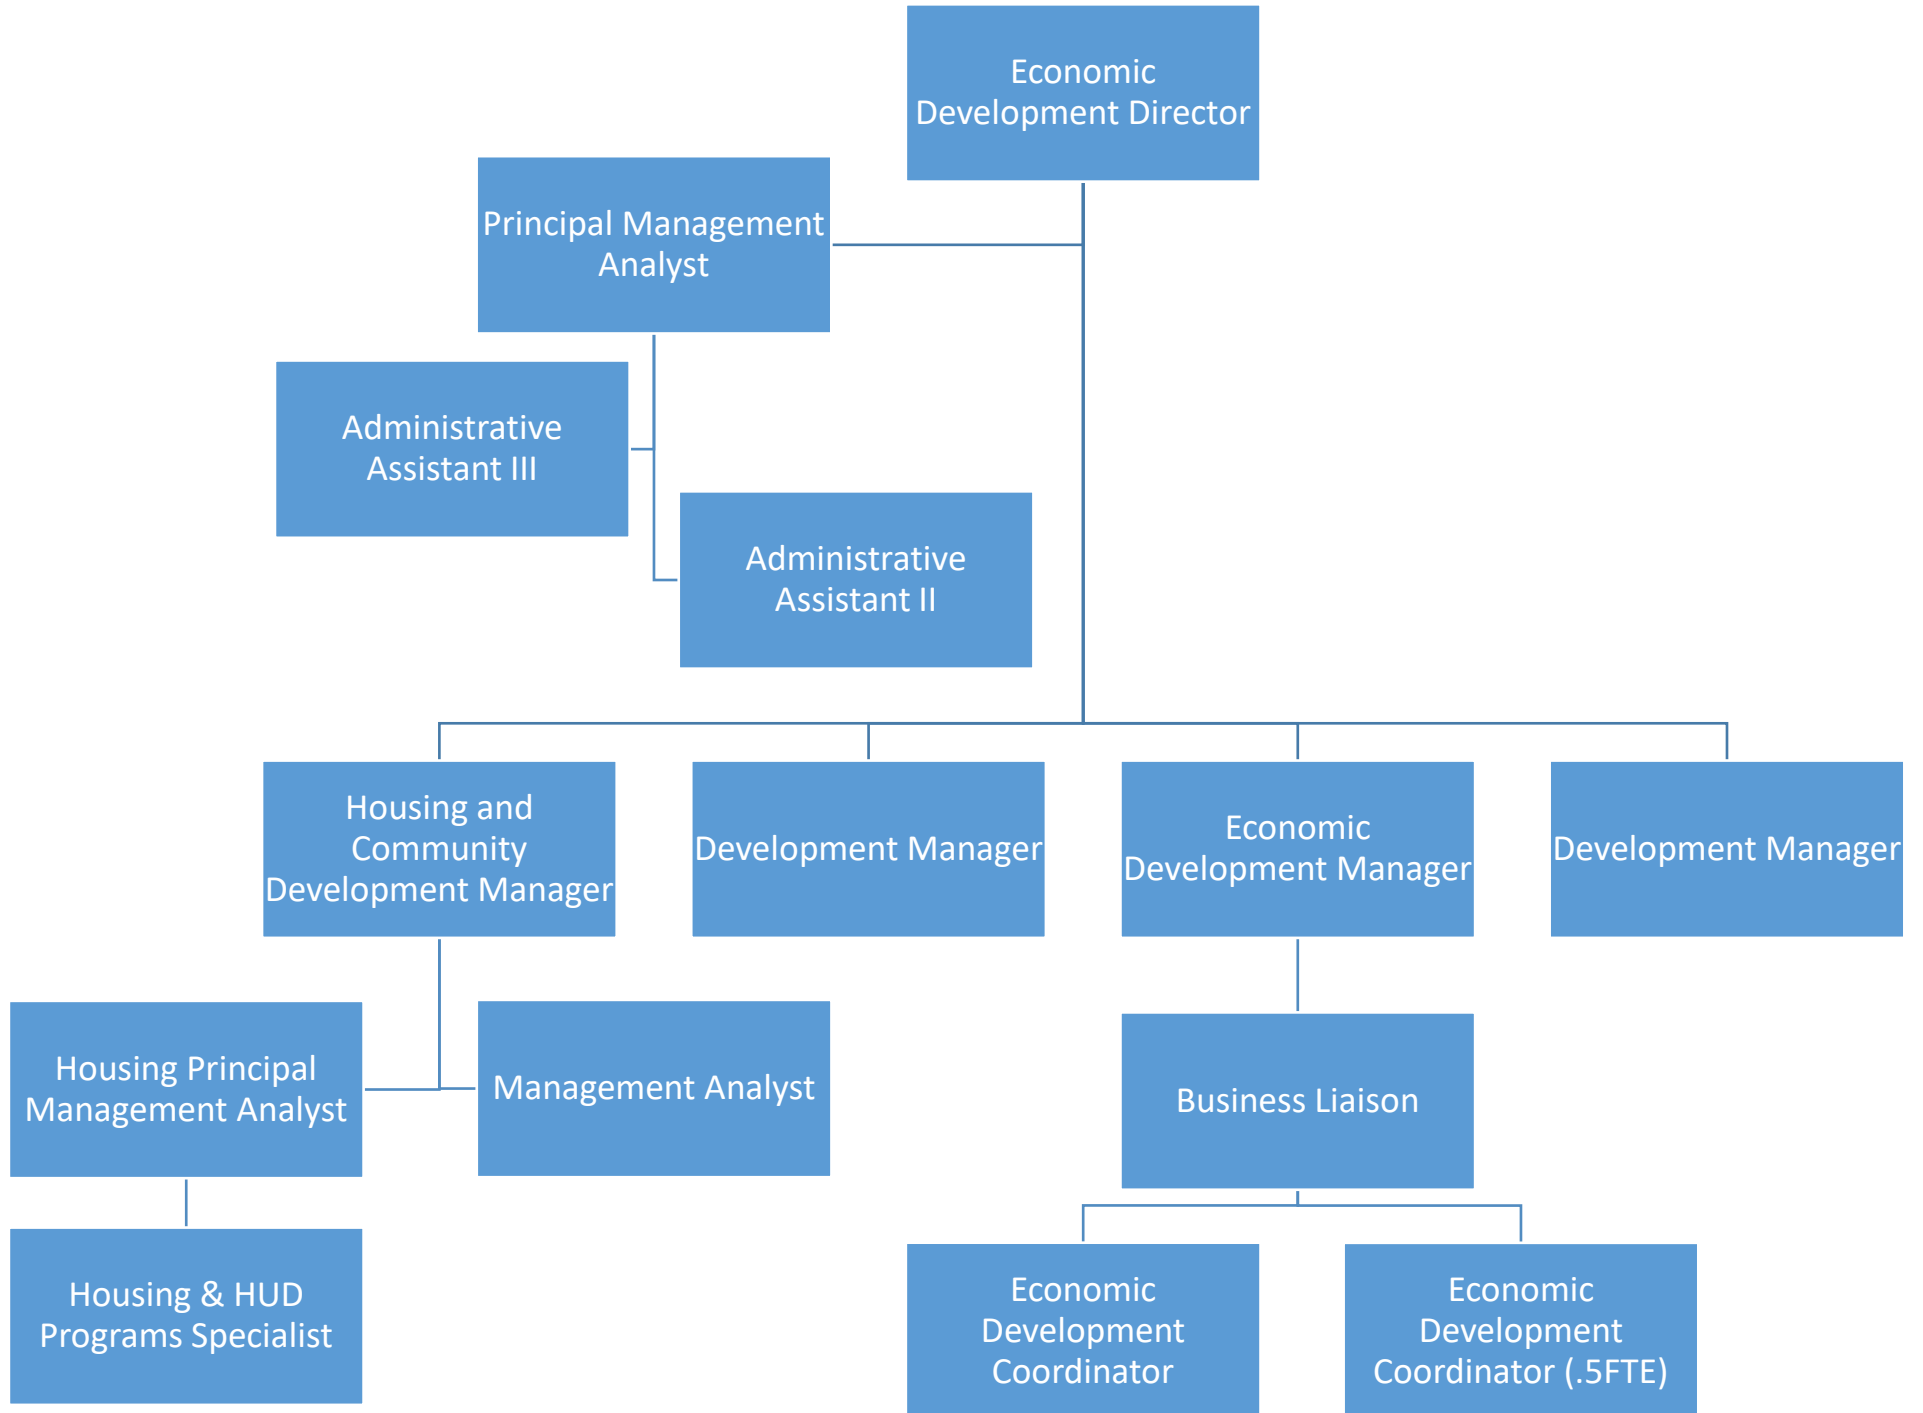 Economic
Development Director
Principal Management
Analyst
Administrative
Assistant III
Administrative
Assistant II
Housing and
Community
Development Manager
Development Manager
Economic
Development Manager
Development Manager
Housing Principal
Management Analyst
Management Analyst
Business Liaison
Housing & HUD
Programs Specialist
Economic
Development
Coordinator
Economic
Development
Coordinator (.5FTE)